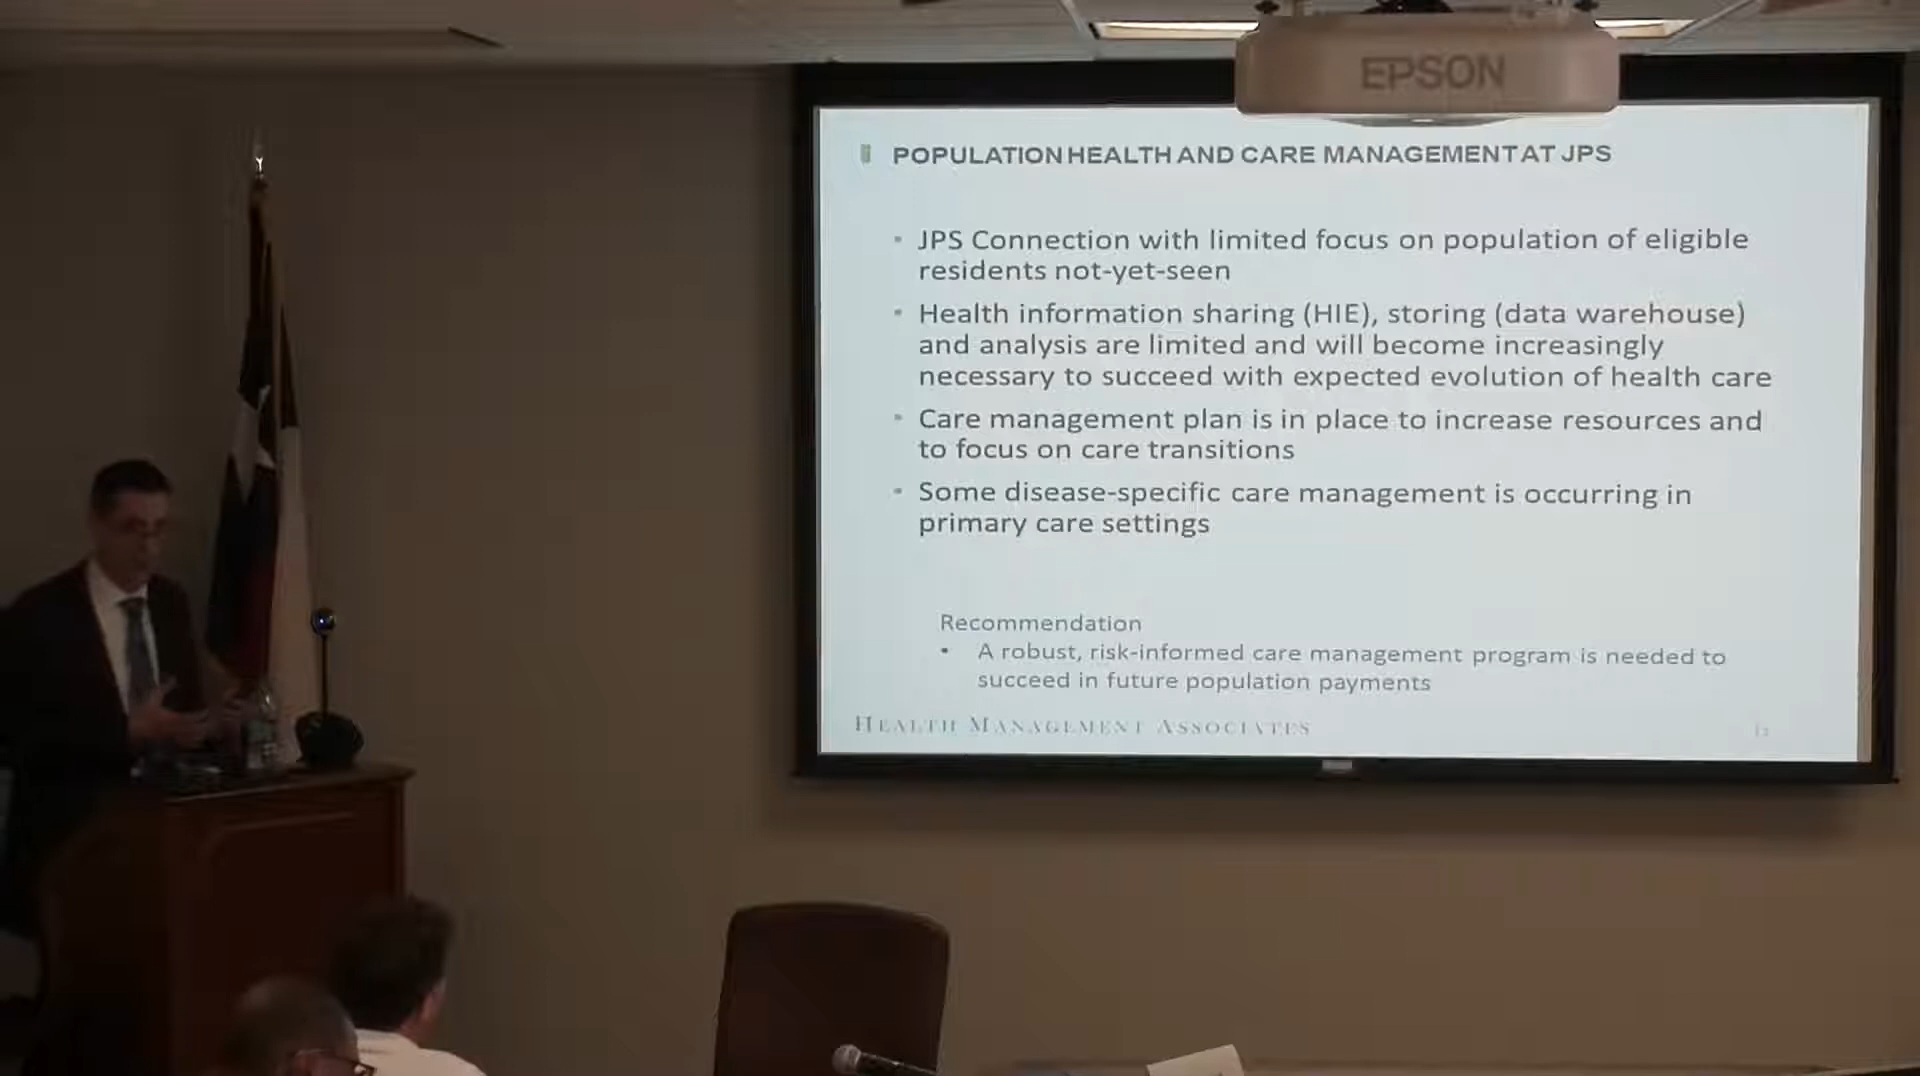 EPSON
POPULATION HEALTH AND CARE MANAGEMENT AT JPS
JPS Connection with limited focus on population of eligible
residents not-yet-seen
Health information sharing (HIE), storing (data warehouse)
and analysis are limited and will become increasingly
necessary to succeed with expected evolution of health care
Care management plan is in place to increase resources and
to focus on care transitions
Some disease-specific care management is occurring in
primary care settings
Recommendation
• A robust, risk-informed care management program is needed to
succeed in future population payments
HEALTH MANAGEMENT ASSOCIATES